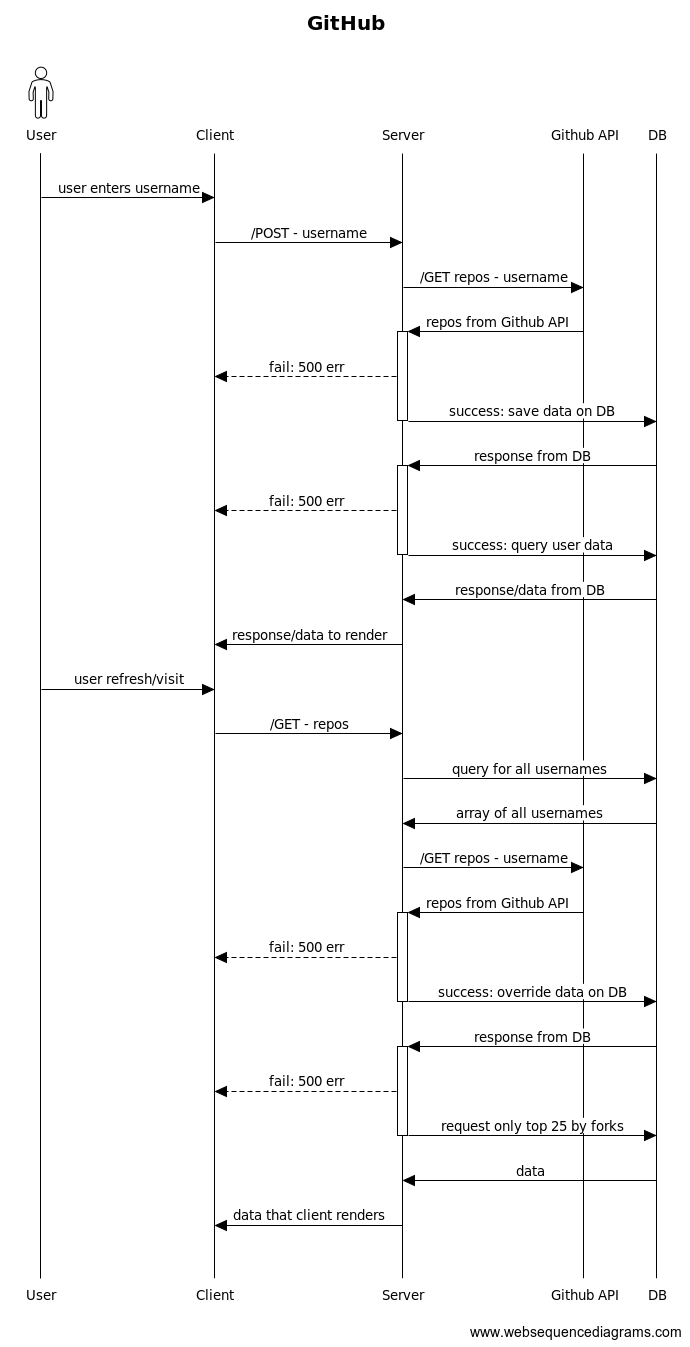 GitHub
User Client Server Github API DB
user enters username
/POST - username
/GET repos - username
repos from Github API
fail: 500 err
success: save data on DB
response from DB
fail: 500 err
success: query user data
response/data from DB
response/data to render
user refresh/visit
/GET - repos
query for all usernames
array of all usernames
/GET repos - username
repos from Github API
fail: 500 err
success: override data on DB
response from DB
fail: 500 err
request only top 25 by forks
data
data that client renders
User Client Server Github API DB
www.websequencediagrams.com